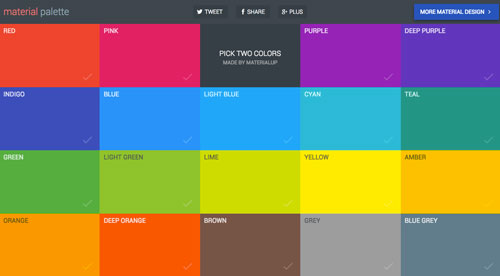 material palette
TWEET
SHARE
PLUS
MORE MATERIAL DESIGN
RED
PINK
PICK TWO COLORS
MADE BY MATERIALUP
PURPLE
DEEP PURPLE
INDIGO
BLUE
LIGHT BLUE
CYAN
TEAL
GREEN
LIGHT GREEN
LIME
YELLOW
AMBER
ORANGE
DEEP ORANGE
BROWN
GREY
BLUE GREY